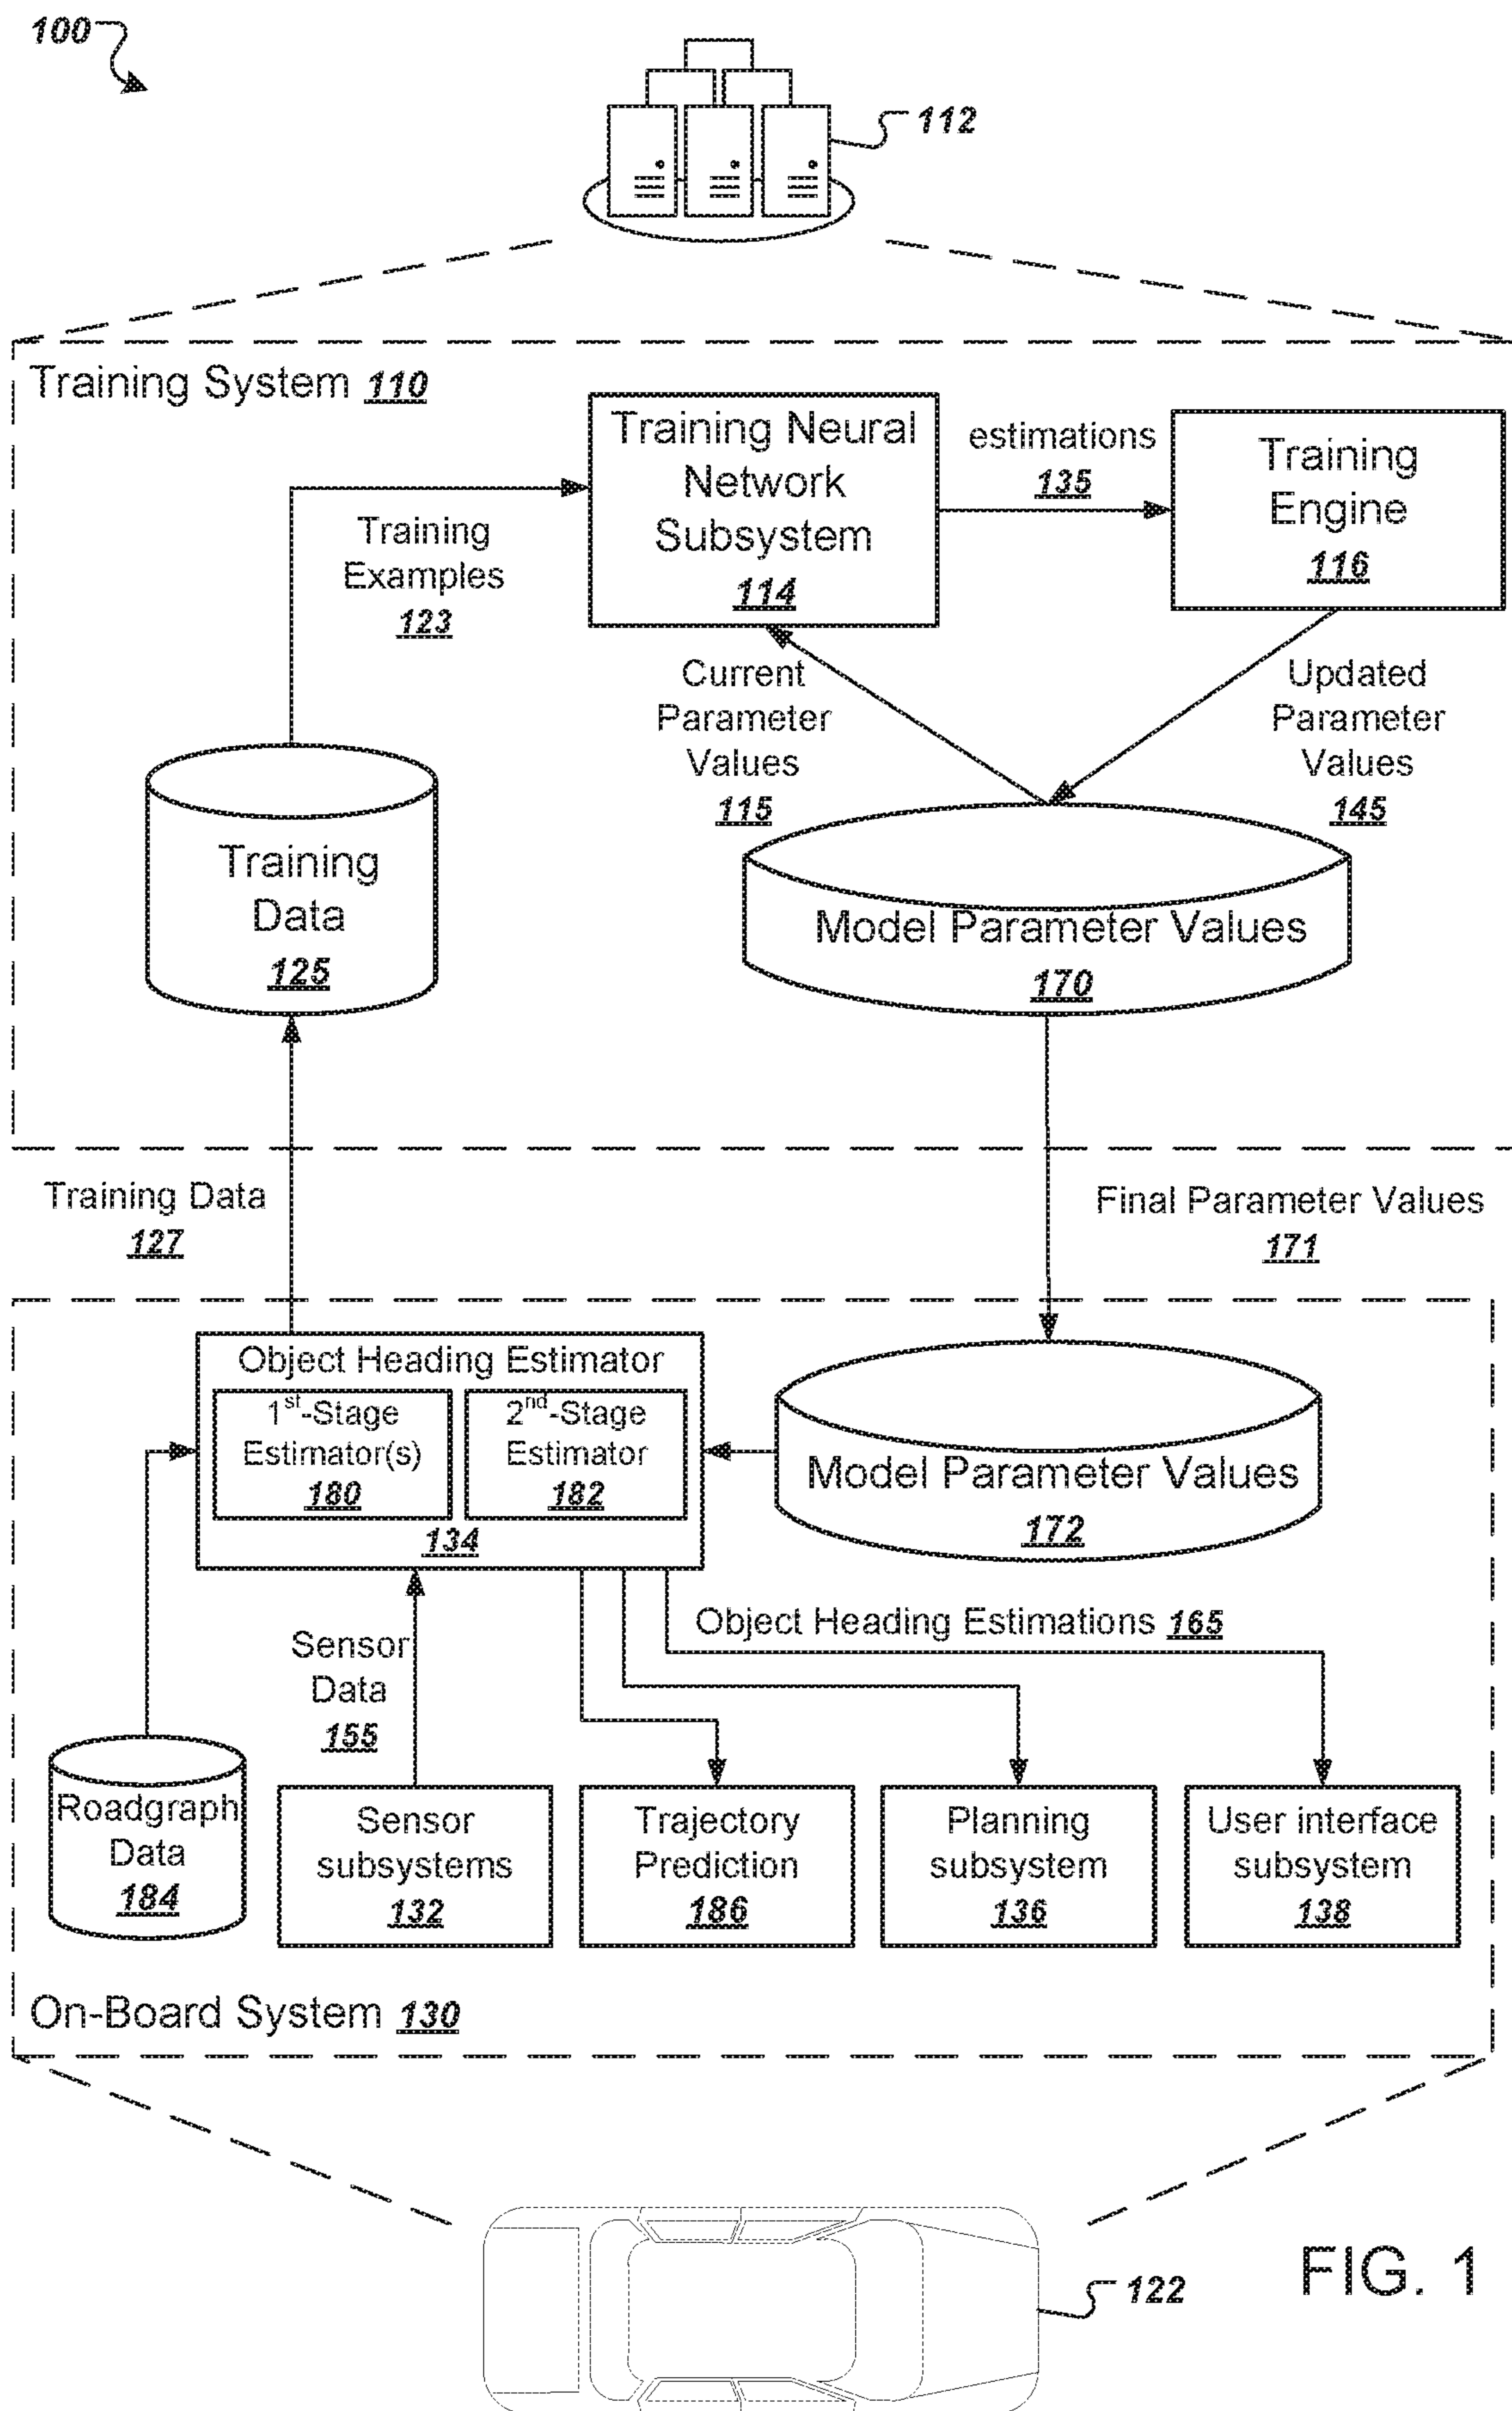 100
112
Training System 110
Training Neural
Network
Subsystem
114
estimations
135
Training
Engine
116
Training
Examples
123
Current
Parameter
Values
115
Updated
Parameter
Values
145
Training
Data
125
Model Parameter Values
170
Training Data
127
Final Parameter Values
171
Object Heading Estimator
1st-Stage
Estimator(s)
180
2nd-Stage
Estimator
182
134
Model Parameter Values
172
Object Heading Estimations 165
Sensor
Data
155
Roadgraph
Data
184
Sensor
subsystems
132
Trajectory
Prediction
186
Planning
subsystem
136
User interface
subsystem
138
On-Board System 130
122
FIG. 1